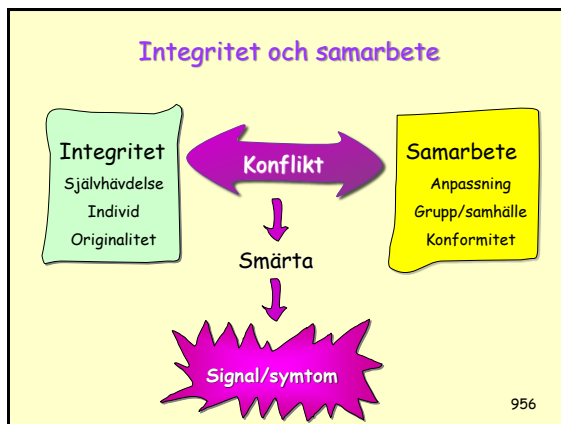 Integritet och samarbete
Integritet
Självhävdelse
Individ
Originalitet
Konflikt
Samarbete
Anpassning
Grupp/samhälle
Konformitet
Smärta
Signal/symtom
956